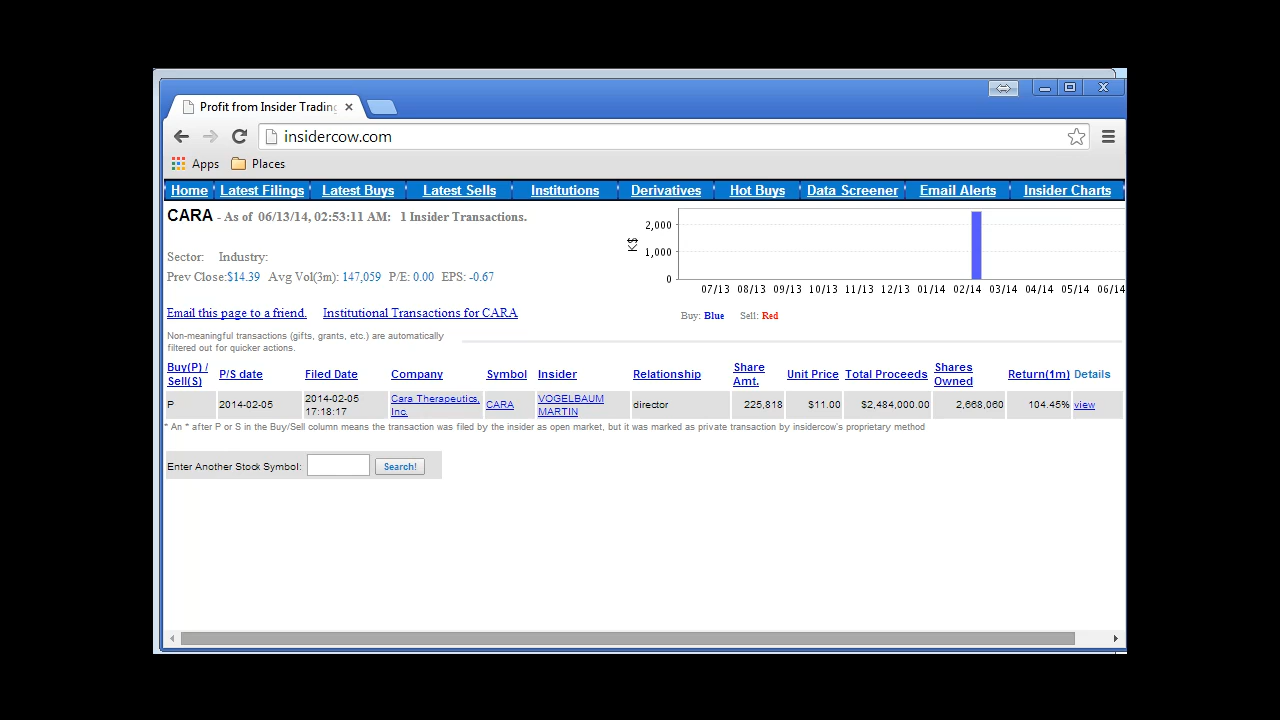 Profit from Insider Trading
insidercow.com
Apps Places
Home Latest Filings Latest Buys Latest Sells Institutions Derivatives Hot Buys Data Screener Email Alerts Insider Charts
CARA - As of 06/13/14, 02:53:11 AM: 1 Insider Transactions.
Sector: Industry:
Prev Close:$14.39 Avg Vol(3m): 147,059 P/E: 0.00 EPS: -0.67
K$
2,000
1,000
0
07/13 08/13 09/13 10/13 11/13 12/13 01/14 02/14 03/14 04/14 05/14 06/14
Buy: Blue Sell: Red
Email this page to a friend. Institutional Transactions for CARA
Non-meaningful transactions (gifts, grants, etc.) are automatically
filtered out for quicker actions.
Buy(P) / Sell(S) P/S date Filed Date Company Symbol Insider Relationship Share Amt. Unit Price Total Proceeds Shares Owned Return(1m) Details
P 2014-02-05 2014-02-05 17:18:17 Cara Therapeutics, Inc. CARA VOGELBAUM MARTIN director 225,818 $11.00 $2,484,000.00 2,668,060 104.45% view
* An * after P or S in the Buy/Sell column means the transaction was filed by the insider as open market, but it was marked as private transaction by insidercow's proprietary method
Enter Another Stock Symbol: Search!